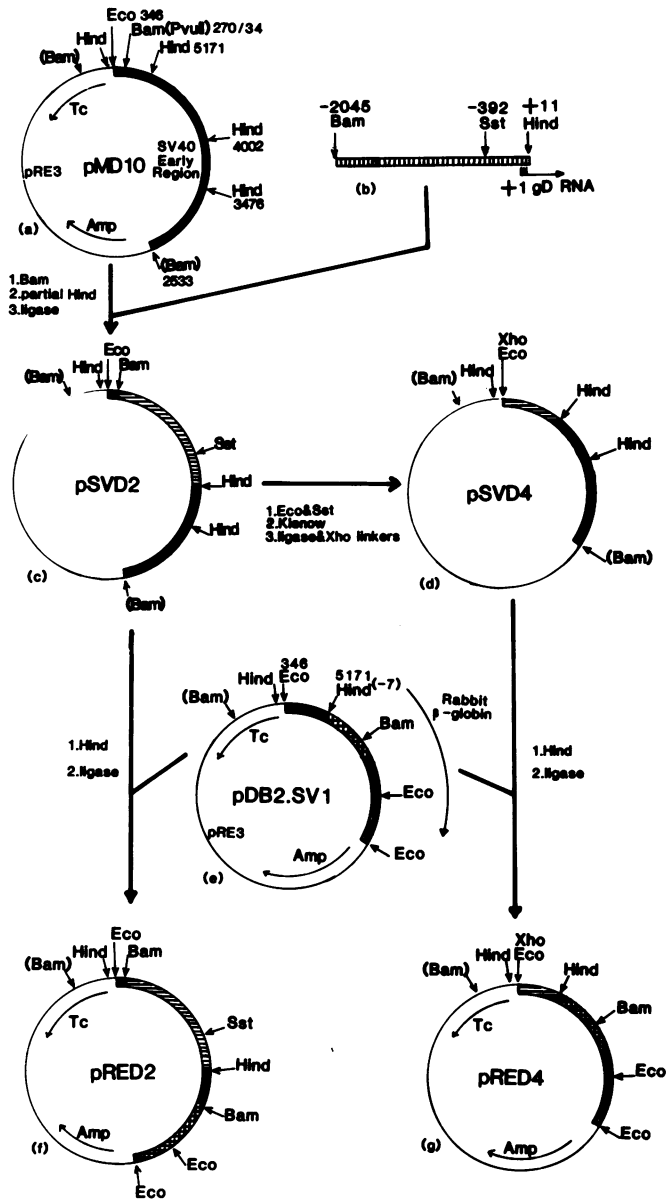 Eco 346
Bam(PvuII) 270/34
Hind
Hind 5171
(Bam)
Tc
Hind
4002
SV40
Early
Region
pRE3
pMD10
Hind
3476
Amp
(a)
(Bam)
2533
-2045
Bam
-392
Sst
+11
Hind
(b)
+1 gD RNA
1.Bam
2.partial Hind
3.ligase
Eco
Hind
Bam
(Bam)
Sst
pSVD2
Hind
Hind
(c)
(Bam)
1.Eco&Sst
2.Klenow
3.ligase&Xho linkers
Xho
Eco
Hind
(Bam)
Hind
Hind
pSVD4
(Bam)
(d)
1.Hind
2.ligase
346
Hind Eco
5171
Hind(-7)
(Bam)
Rabbit
β-globin
Bam
Tc
pDB2.SV1
Eco
pRE3
Amp
Eco
(e)
1.Hind
2.ligase
Eco
Hind
Bam
(Bam)
Tc
Sst
pRED2
Hind
Bam
Amp
(f)
Eco
Eco
Xho
Hind Eco
Hind
(Bam)
Tc
Bam
pRED4
Eco
Amp
Eco
(g)